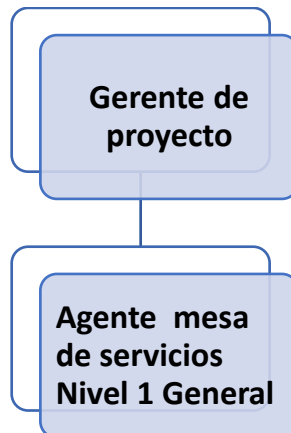 Gerente de
proyecto
Agente mesa
de servicios
Nivel 1 General